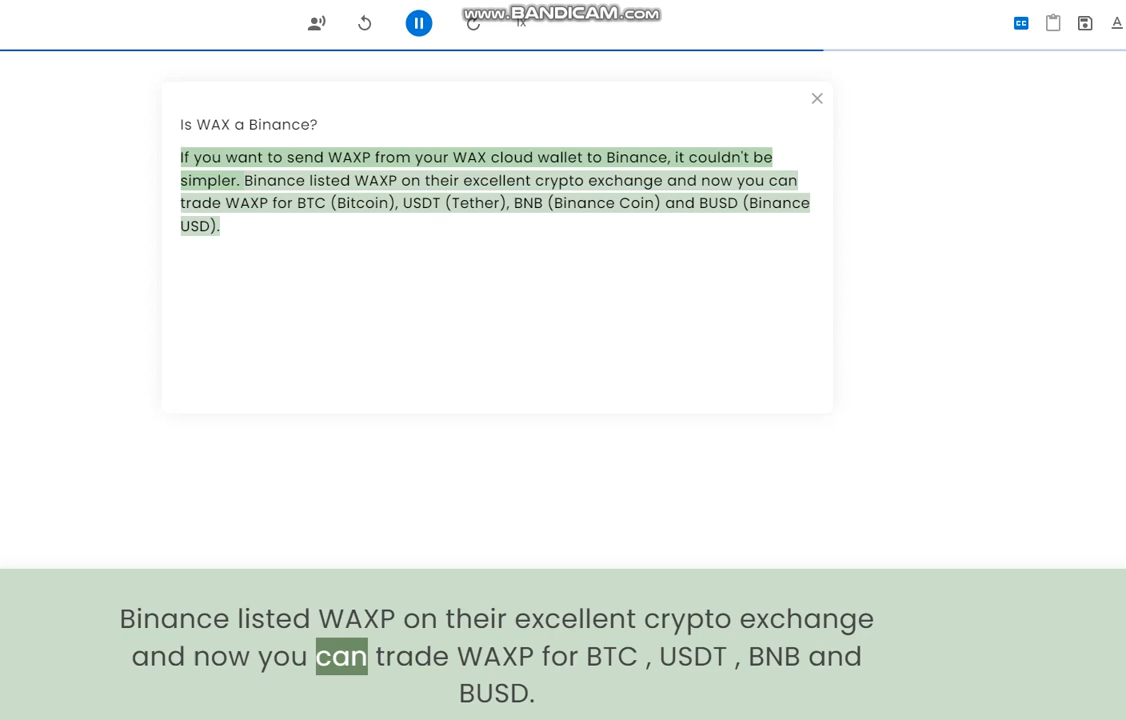 www.BANDICAM.com
1x
CC
A
Is WAX a Binance?
If you want to send WAXP from your WAX cloud wallet to Binance, it couldn't be
simpler. Binance listed WAXP on their excellent crypto exchange and now you can
trade WAXP for BTC (Bitcoin), USDT (Tether), BNB (Binance Coin) and BUSD (Binance
USD).
Binance listed WAXP on their excellent crypto exchange
and now you can trade WAXP for BTC , USDT , BNB and
BUSD.